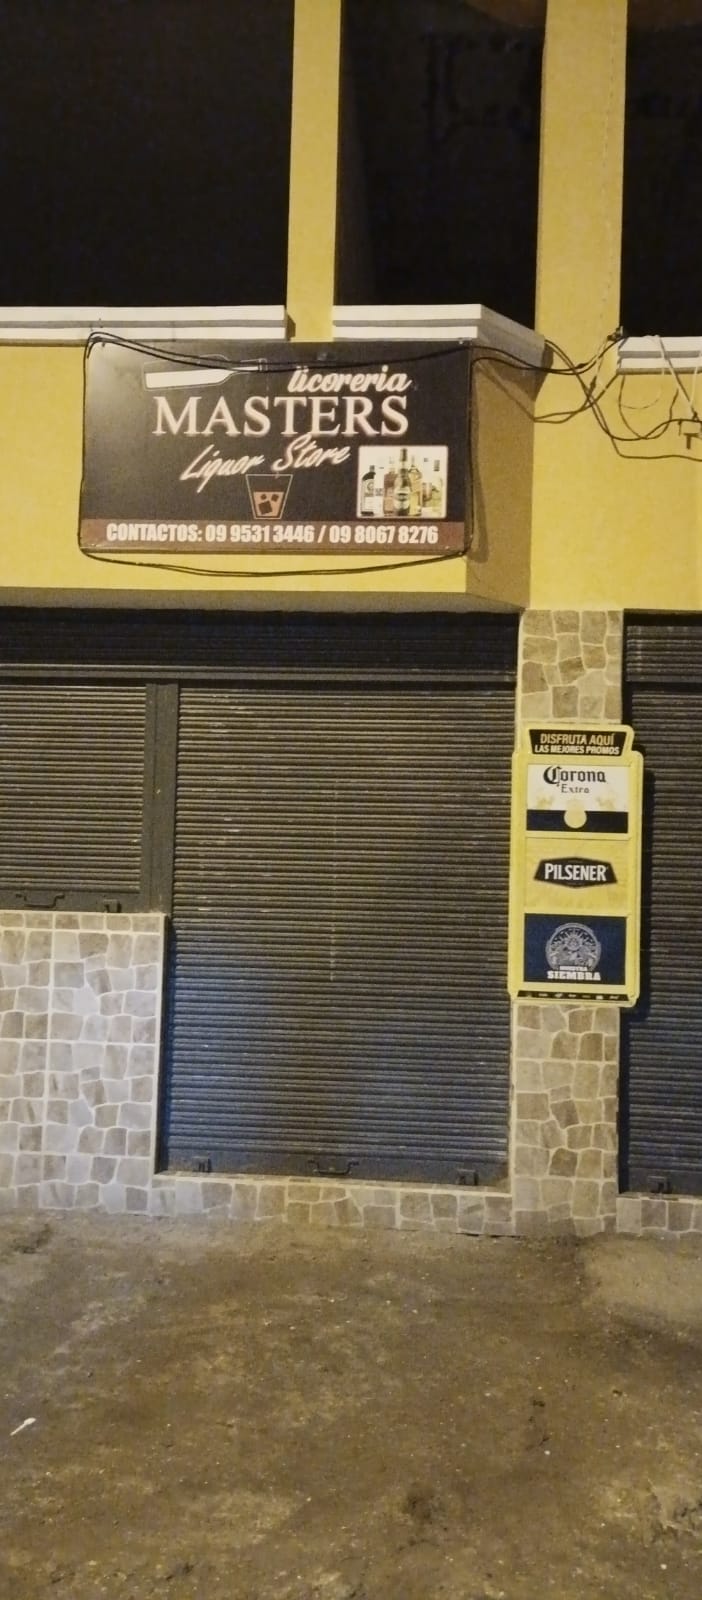 licoreria
MASTERS
Liquor Store
CONTACTOS: 09 9531 3446 / 09 8067 8276
DISFRUTA AQUÍ
LAS MEJORES PROMOS
Corona
Extra
PILSENER
NUESTRA
SIEMBRA